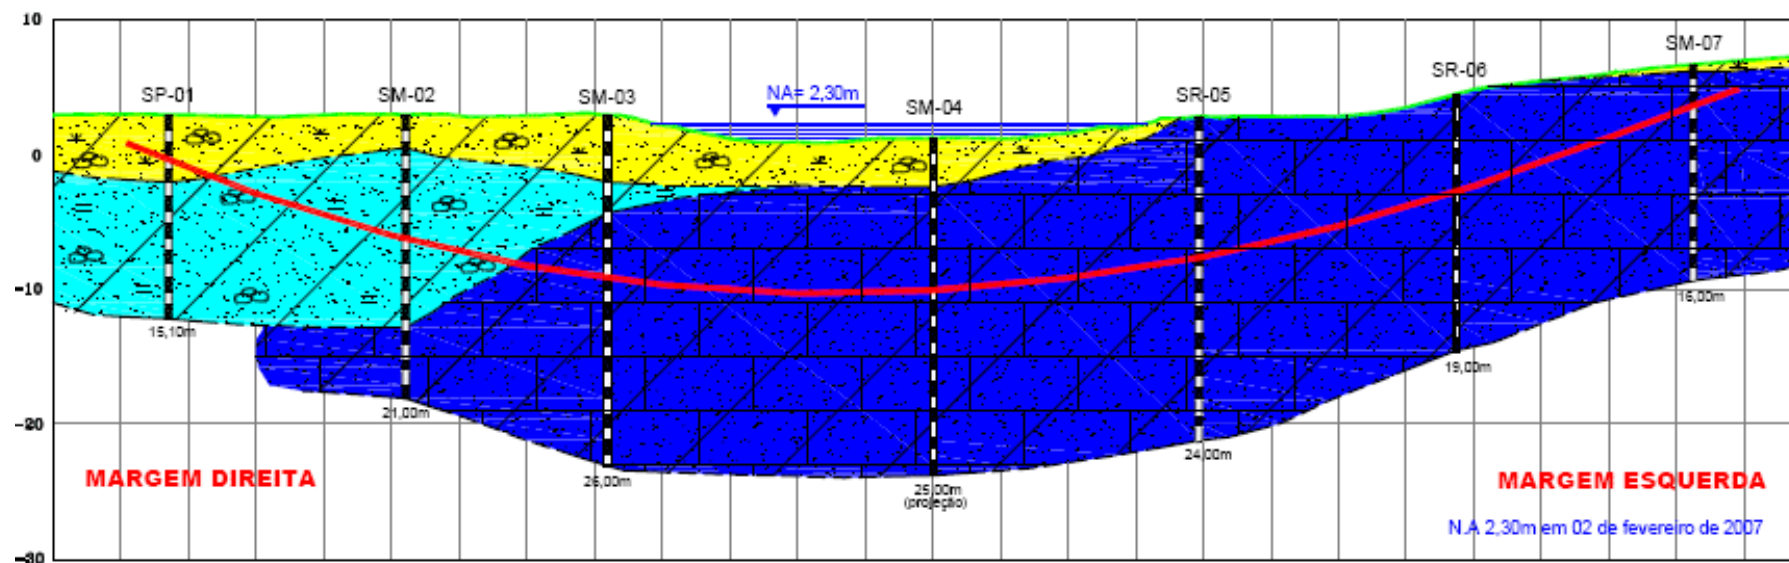 10
SM-07
SR-06
SP-01
SM-02
SM-03
NA= 2,30m
SM-04
SR-05
0
-10
15,10m
16,00m
19,00m
21,00m
-20
24,00m
MARGEM DIREITA
26,00m
25,00m
(projeção)
MARGEM ESQUERDA
N.A 2,30m em 02 de fevereiro de 2007
-30